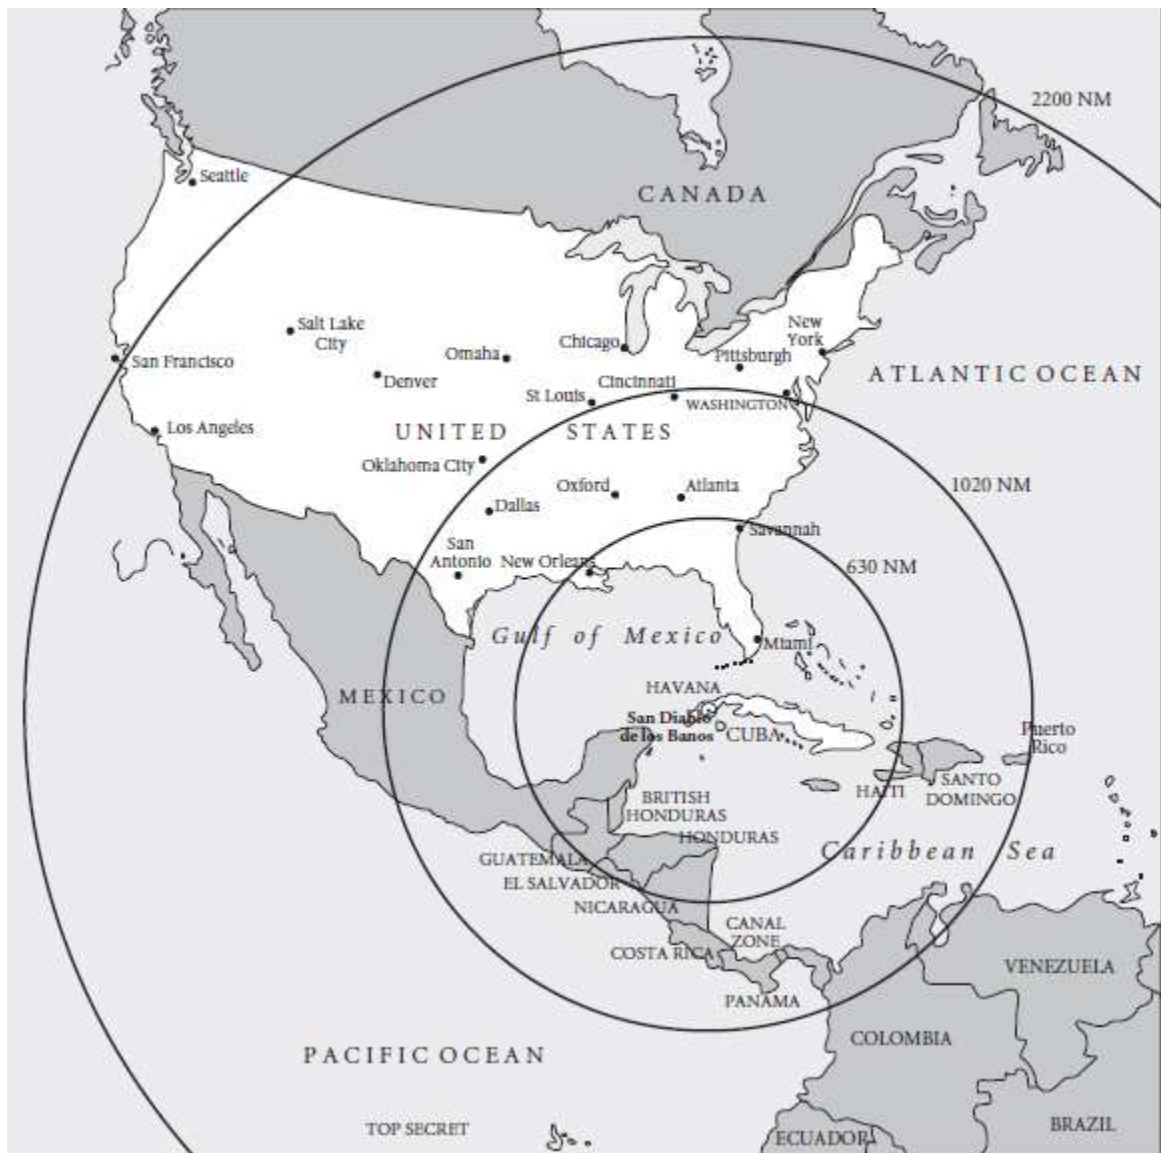 2200 NM
Seattle
CANADA
Salt Lake
City
New
York
Chicago
Omaha
Pittsburgh
San Francisco
Denver
ATLANTIC OCEAN
St Louis
Cincinnati
WASHINGTON
Los Angeles
UNITED STATES
Oklahoma City
Oxford
Atlanta
1020 NM
Dallas
Savannah
San
Antonio
New Orleans
630 NM
Gulf of Mexico
Miami
HAVANA
MEXICO
San Diablo
de los Banos
CUBA
Puerto
Rico
HAITI
SANTO
DOMINGO
BRITISH
HONDURAS
HONDURAS
Caribbean Sea
GUATEMALA
EL SALVADOR
NICARAGUA
CANAL
ZONE
COSTA RICA
VENEZUELA
PANAMA
COLOMBIA
PACIFIC OCEAN
TOP SECRET
BRAZIL
ECUADOR